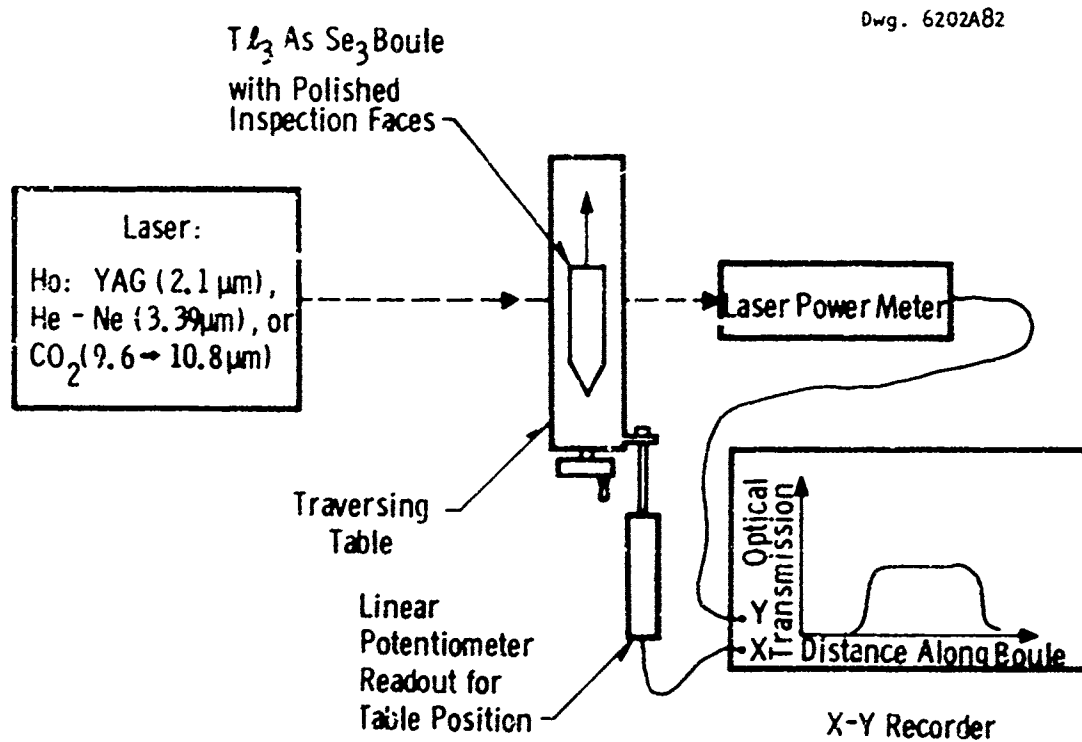 Dwg. 6202A82
Tl₃ As Se₃ Boule
with Polished
Inspection Faces
Laser:
Ho: YAG (2.1 μm),
He - Ne (3.39μm), or
CO₂ (9.6 → 10.8 μm)
Laser Power Meter
Traversing
Table
Linear
Potentiometer
Readout for
Table Position
Optical
Transmission
Y
X
Distance Along Boule
X-Y Recorder